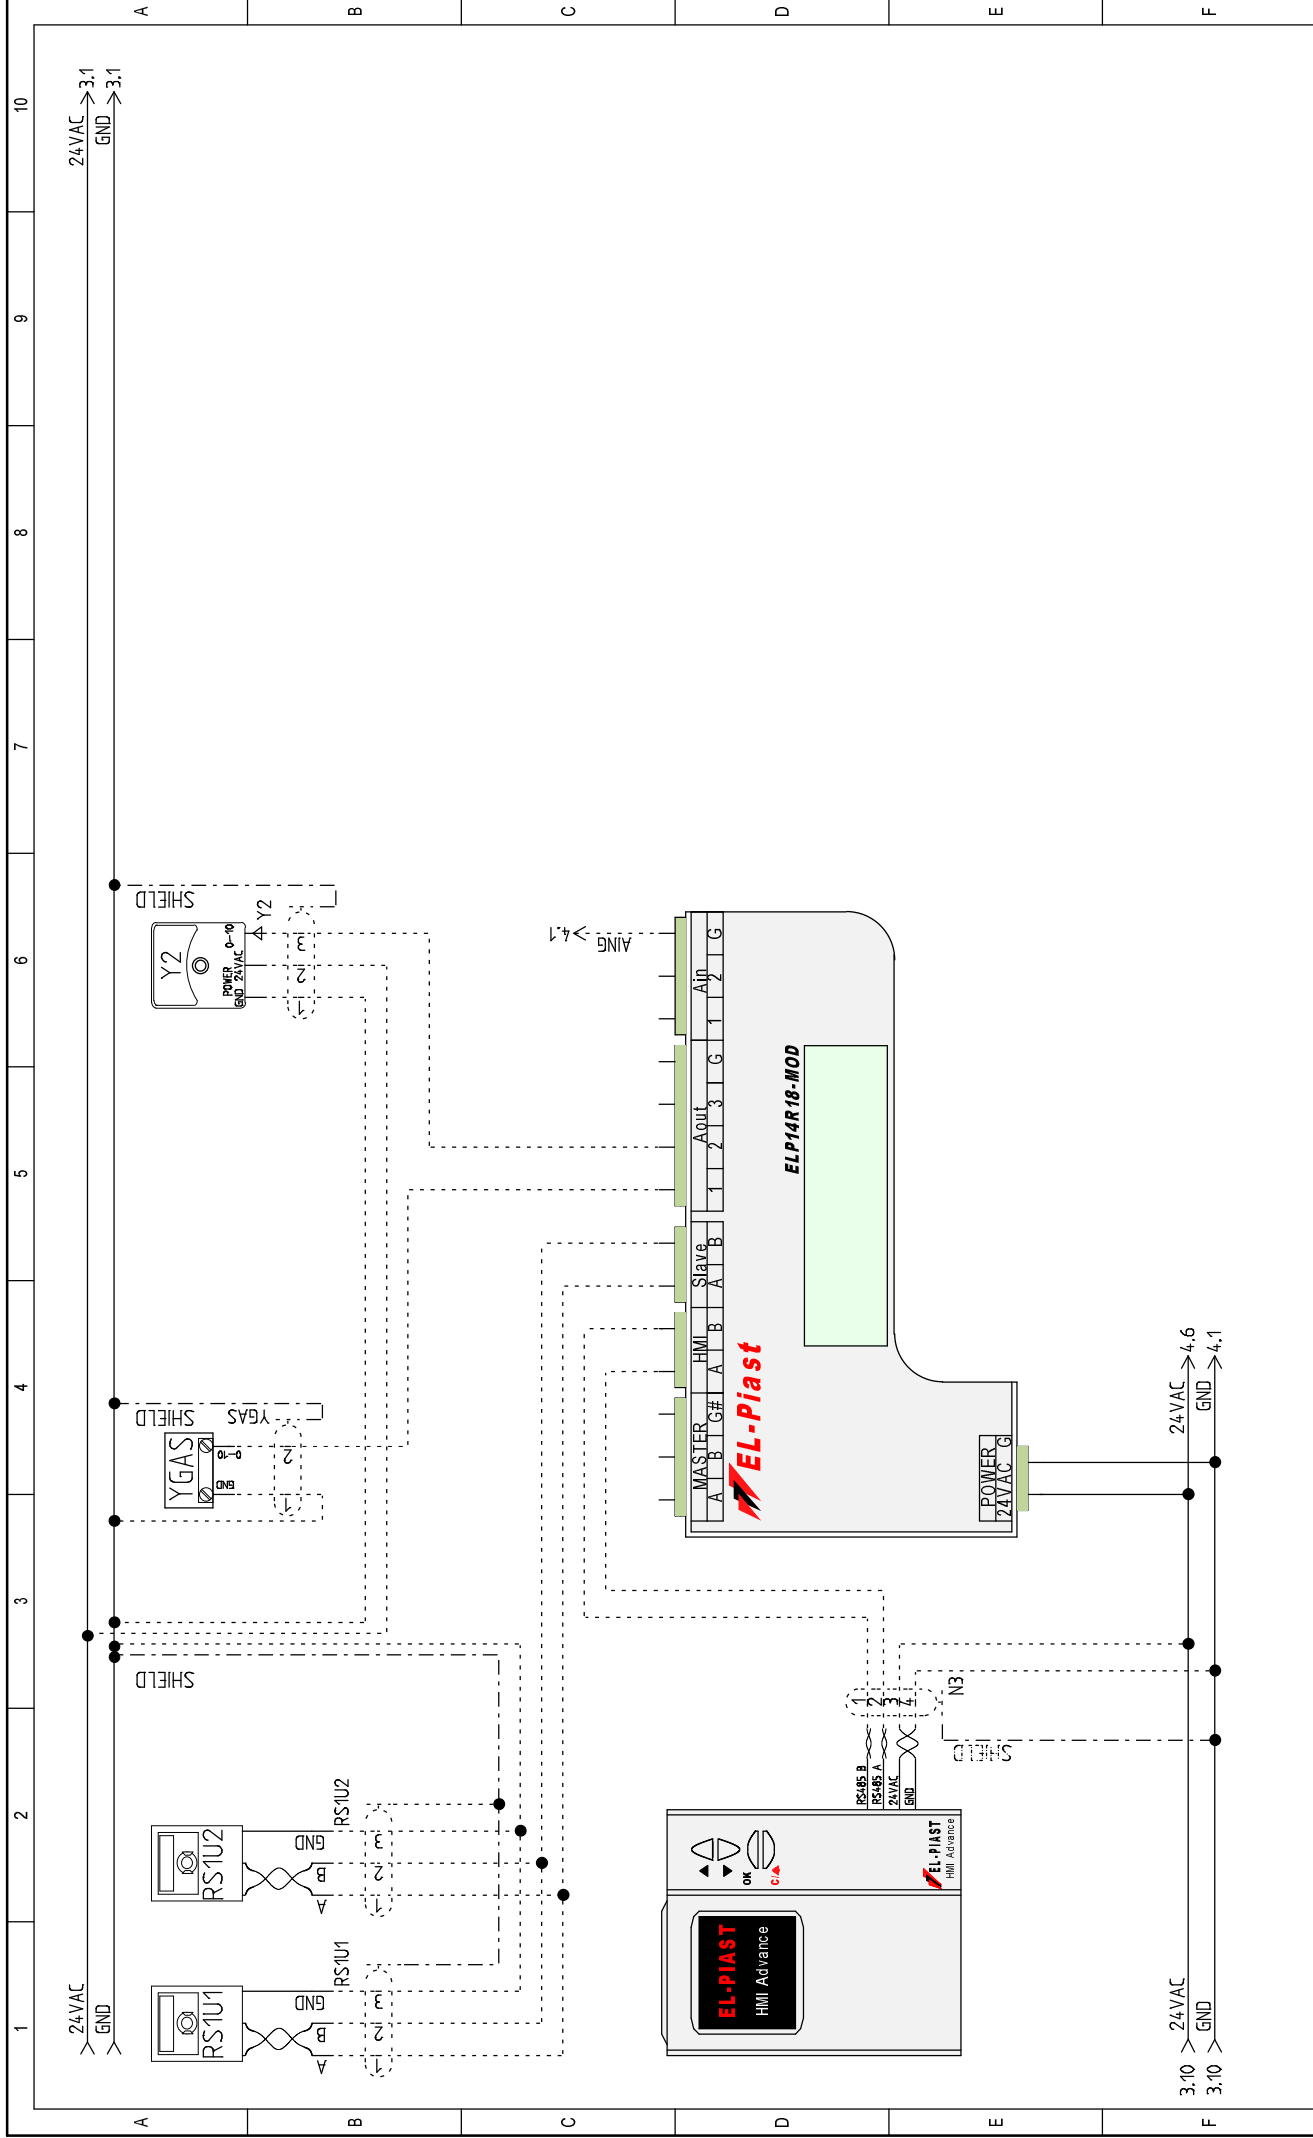 1 2 3 4 5 6 7 8 9 10
A
24VAC 24VAC 3.1
GND GND 3.1
SHIELD SHIELD SHIELD
RS1U1 RS1U2 YGAS Y2
GND 0-10
POWER
GND 24VAC 0-10
A
B
A B GND A B GND
1 2 3 1 2 3
RS1U1 RS1U2
1 2 YGAS
1 2 3 Y2
B
C
4.1
AING
C
D
MASTER HMI Slave Aout Ain
A B G# A B A B 1 2 3 G 1 2 G
EL-Piast
ELP14R18-MOD
EL-PIAST
HMI Advance
OK
C/
RS485 B
RS485 A
24VAC
GND
1
2
3
4
D
E
EL-PIAST
HMI Advance
SHIELD
N3
POWER
24VAC G
E
F
3.10 24VAC 24VAC 4.6
3.10 GND GND 4.1
F